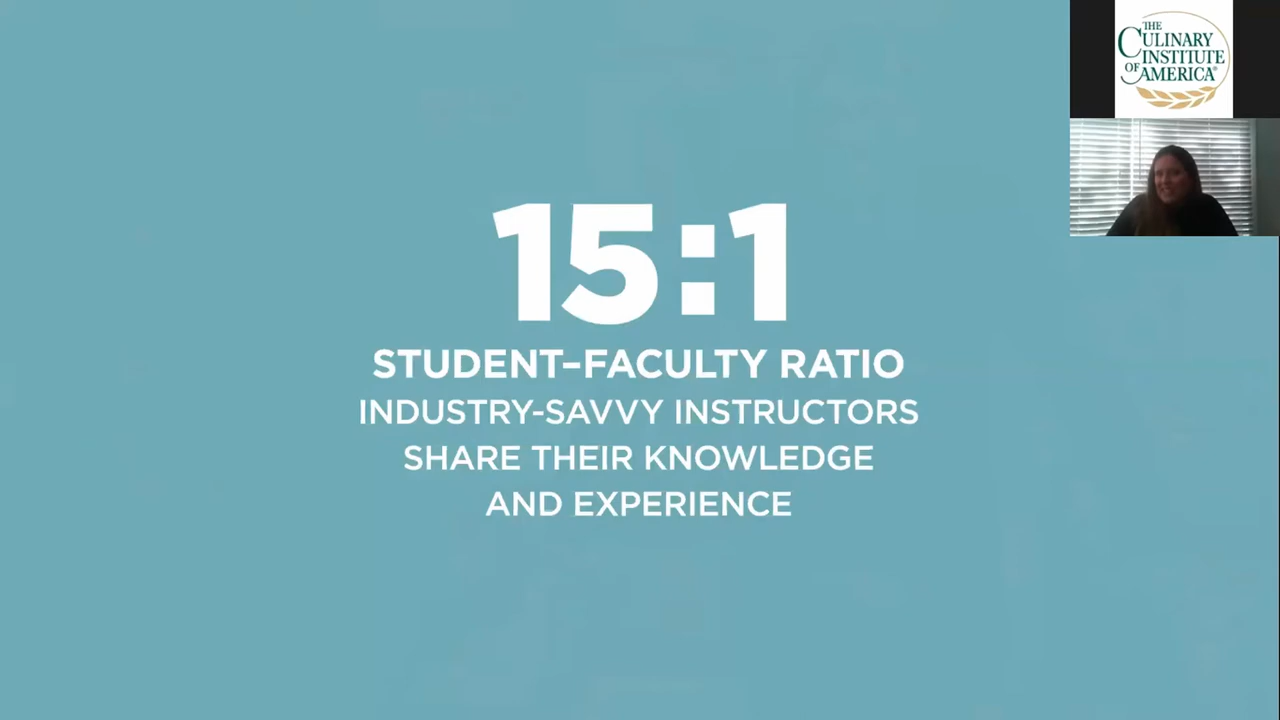 15:1
STUDENT–FACULTY RATIO
INDUSTRY-SAVVY INSTRUCTORS
SHARE THEIR KNOWLEDGE
AND EXPERIENCE
THE
CULINARY
INSTITUTE
OF AMERICA®